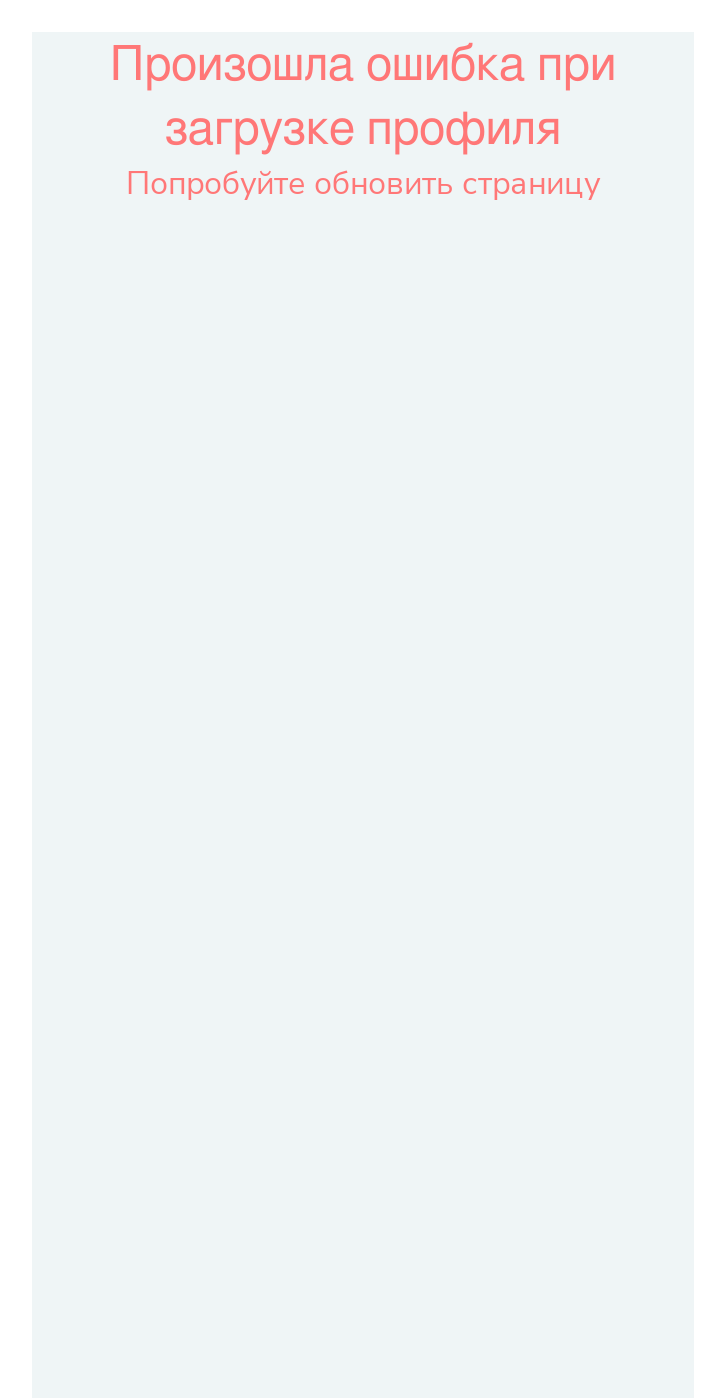 Произошла ошибка при
загрузке профиля
Попробуйте обновить страницу